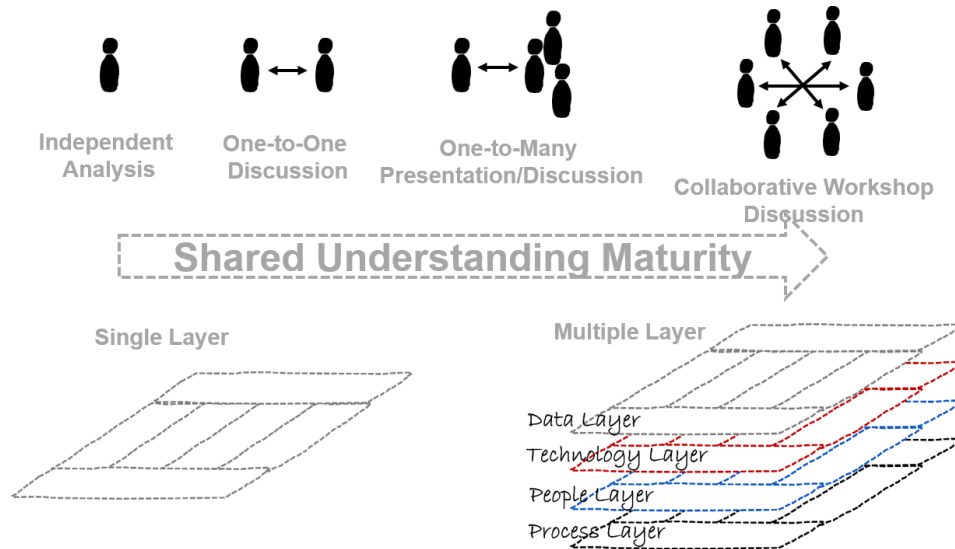 Independent
Analysis
One-to-One
Discussion
One-to-Many
Presentation/Discussion
Collaborative Workshop
Discussion
Shared Understanding Maturity
Single Layer
Multiple Layer
Data Layer
Technology Layer
People Layer
Process Layer